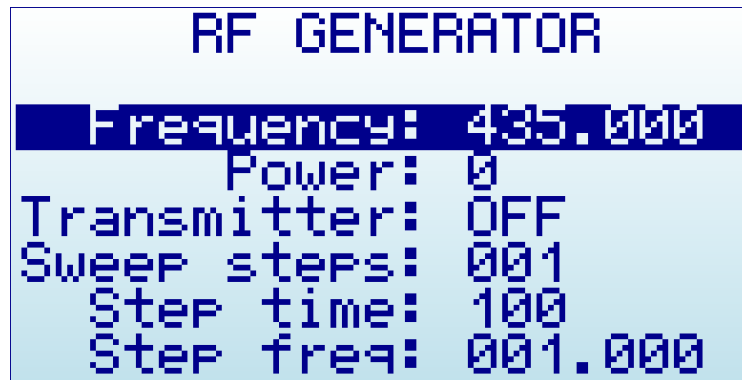 RF GENERATOR
Frequency: 435.000
Power: 0
Transmitter: OFF
Sweep steps: 001
Step time: 100
Step freq: 001.000